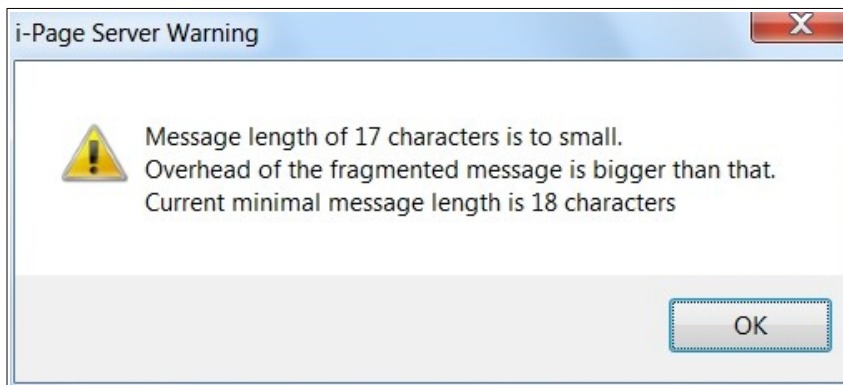 i-Page Server Warning
X
Message length of 17 characters is to small.
Overhead of the fragmented message is bigger than that.
Current minimal message length is 18 characters
OK